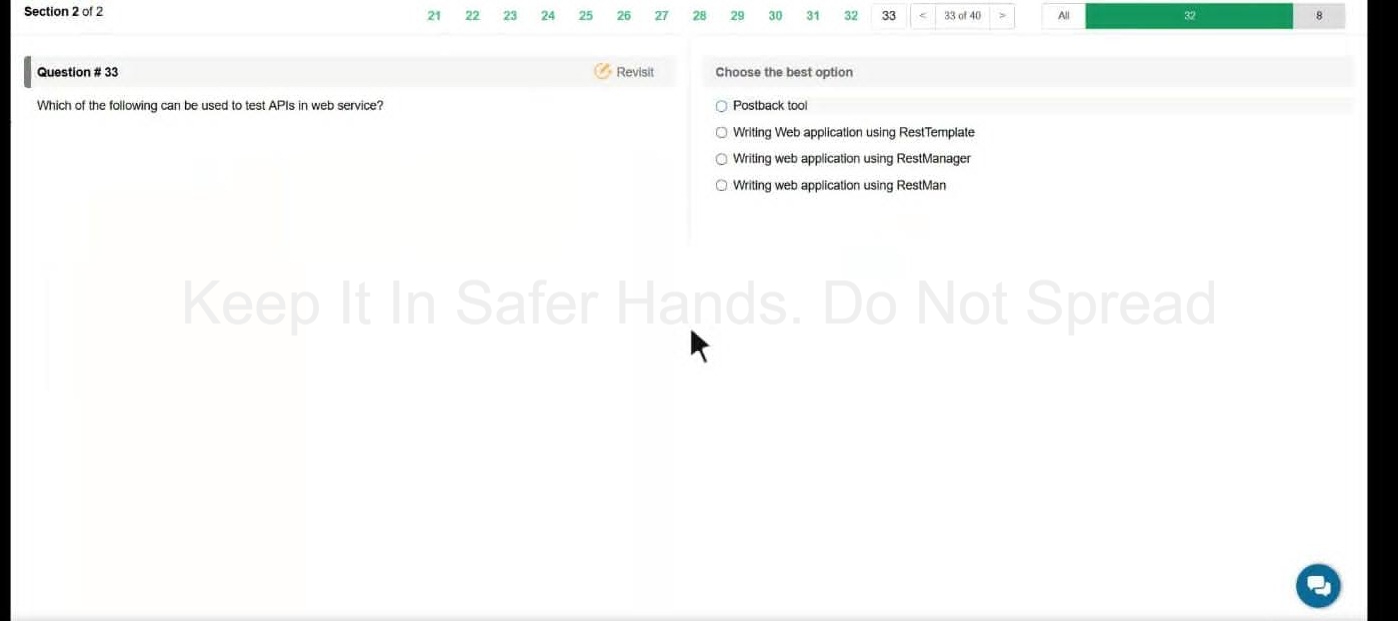 Section 2 of 2
21 22 23 24 25 26 27 28 29 30 31 32 33 < 33 of 40 > All 32 8
Question # 33
Revisit
Which of the following can be used to test APIs in web service?
Choose the best option
Postback tool
Writing Web application using RestTemplate
Writing web application using RestManager
Writing web application using RestMan
Keep It In Safer Hands. Do Not Spread